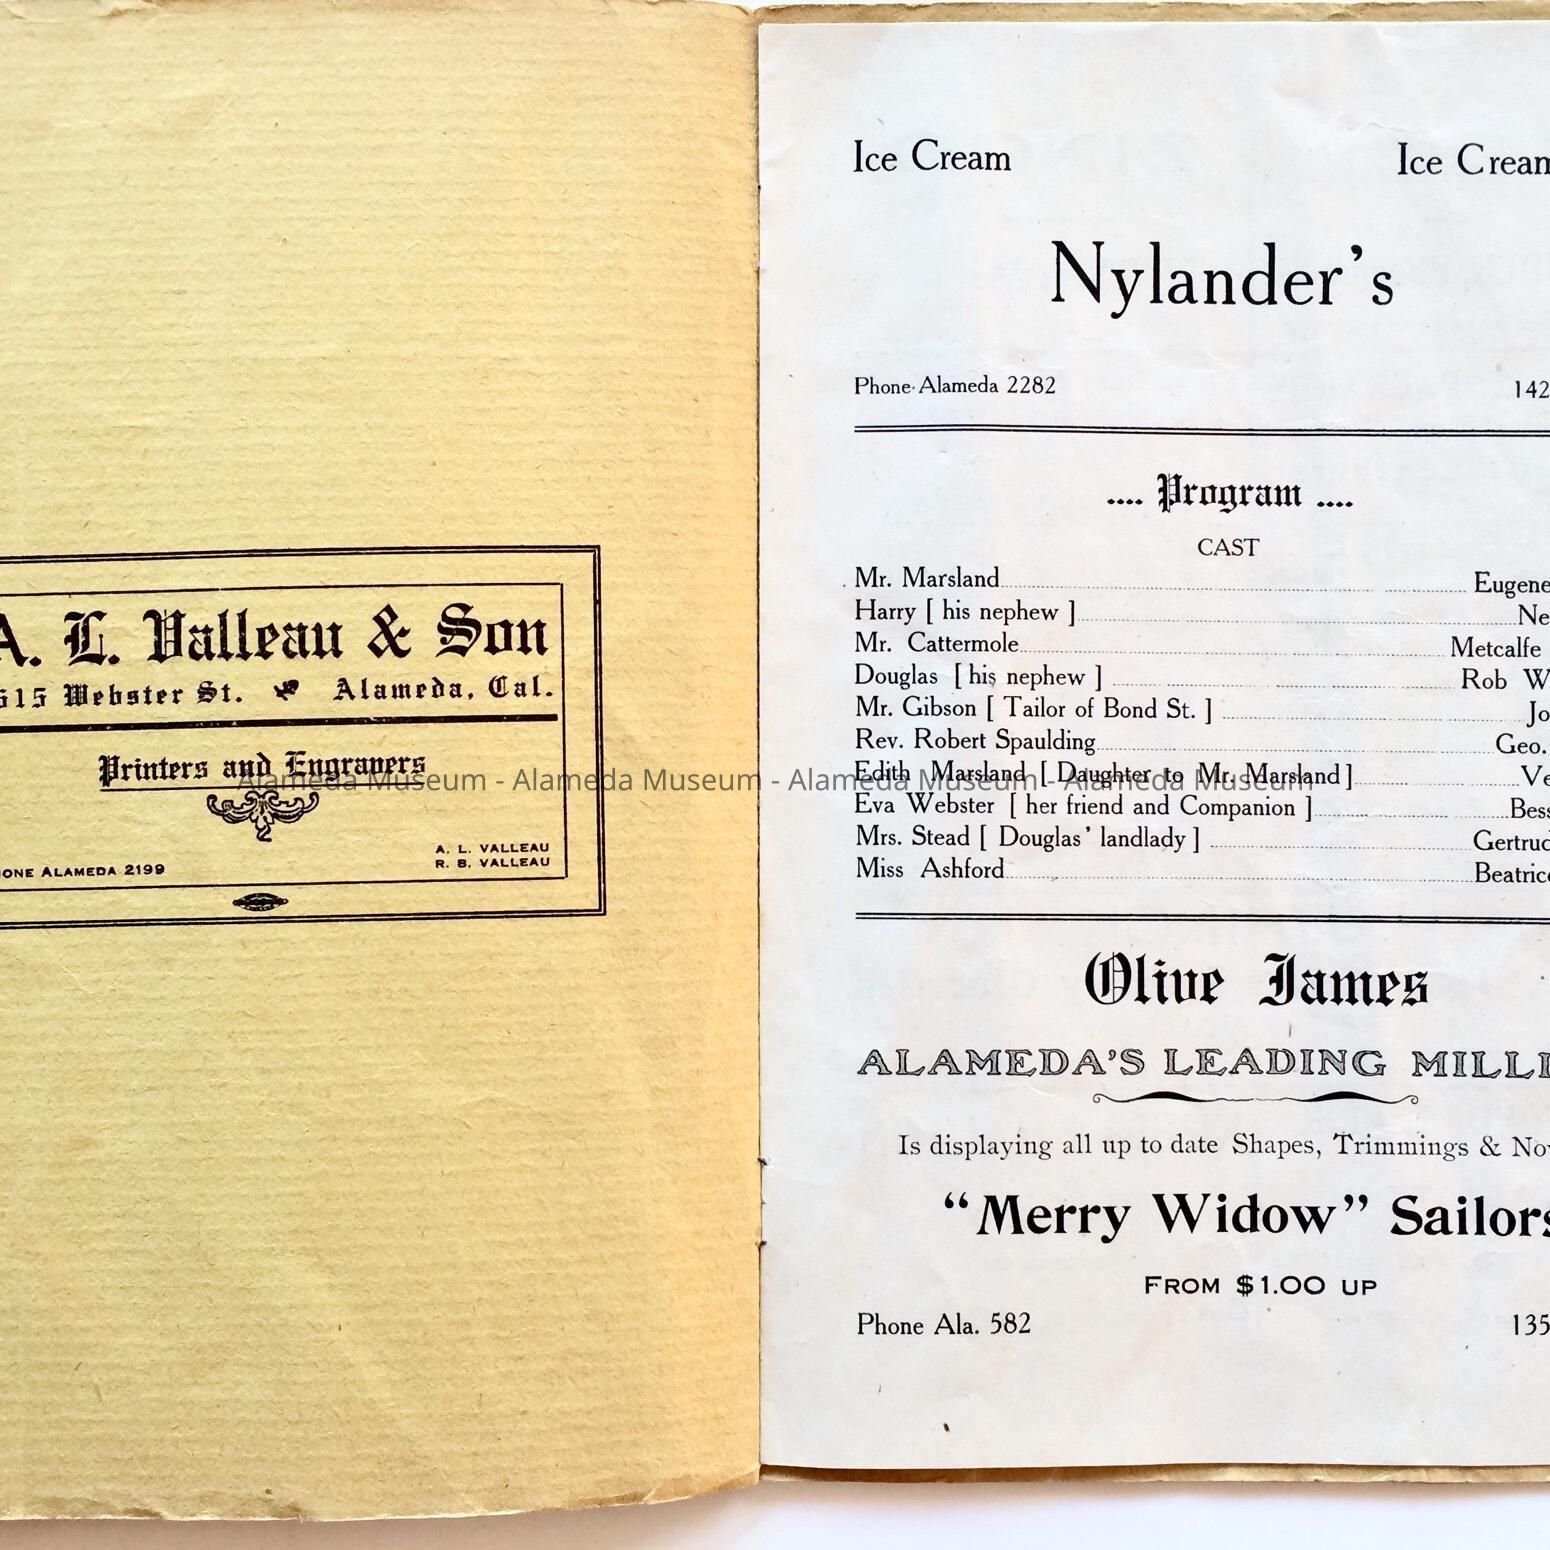 A. L. Valleau & Son
615 Webster St. Alameda, Cal.
Printers and Engravers
A. L. VALLEAU
R. B. VALLEAU
ONE ALAMEDA 2199
Ice Cream Ice Cream
Nylander's
Phone Alameda 2282 142
.... Program ....
CAST
Mr. Marsland Eugene
Harry [ his nephew ] Ne
Mr. Cattermole Metcalfe
Douglas [ his nephew ] Rob W
Mr. Gibson [ Tailor of Bond St. ] Jo
Rev. Robert Spaulding Geo.
Edith Marsland [ Daughter to Mr. Marsland ] Ve
Eva Webster [ her friend and Companion ] Bess
Mrs. Stead [ Douglas' landlady ] Gertrud
Miss Ashford Beatrice
Olive James
ALAMEDA'S LEADING MILLI
Is displaying all up to date Shapes, Trimmings & Nov
"Merry Widow" Sailors
FROM $1.00 UP
Phone Ala. 582 135
Alameda Museum - Alameda Museum - Alameda Museum - Alameda Museum